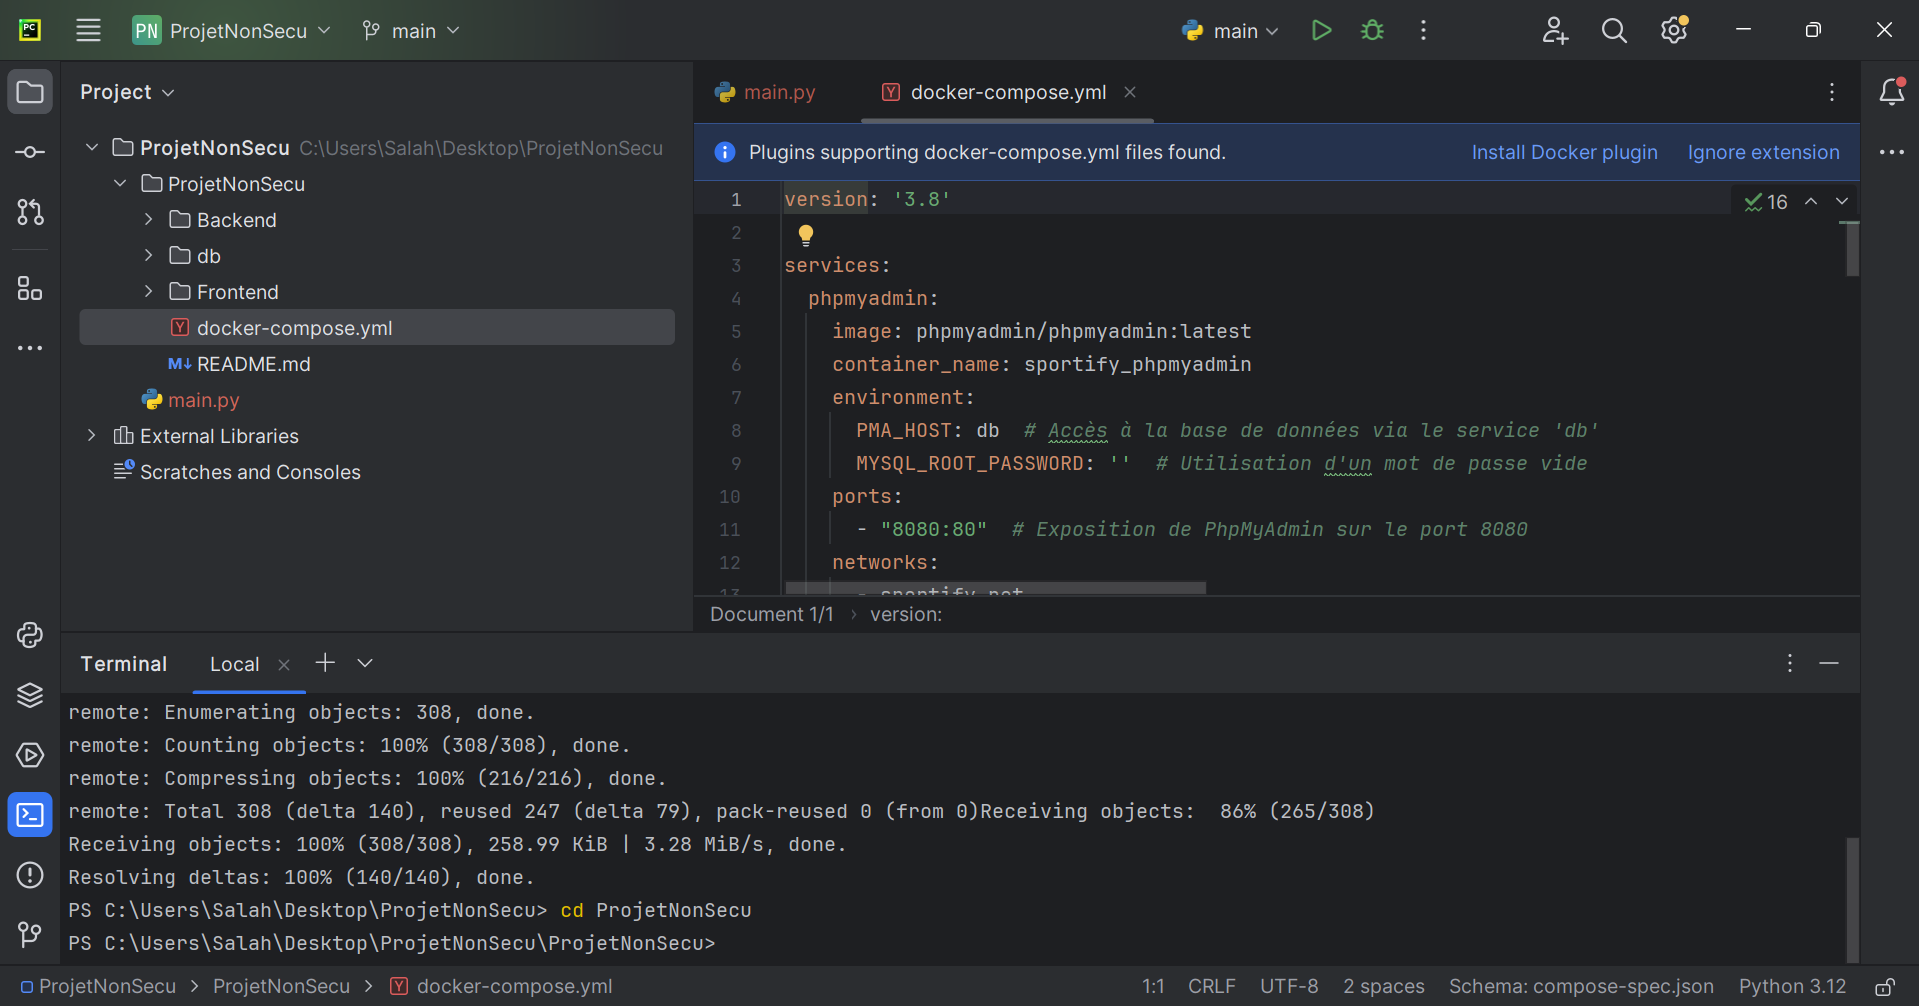 PC
PN ProjetNonSecu main
main
Project
main.py
docker-compose.yml
Plugins supporting docker-compose.yml files found.
Install Docker plugin
Ignore extension
ProjetNonSecu C:\Users\Salah\Desktop\ProjetNonSecu
ProjetNonSecu
Backend
db
Frontend
docker-compose.yml
README.md
main.py
External Libraries
Scratches and Consoles
16
1 version: '3.8'
2
3 services:
4 phpmyadmin:
5 image: phpmyadmin/phpmyadmin:latest
6 container_name: sportify_phpmyadmin
7 environment:
8 PMA_HOST: db # Accès à la base de données via le service 'db'
9 MYSQL_ROOT_PASSWORD: '' # Utilisation d'un mot de passe vide
10 ports:
11 - "8080:80" # Exposition de PhpMyAdmin sur le port 8080
12 networks:
13 - sportify_net
Document 1/1 › version:
Terminal Local
remote: Enumerating objects: 308, done.
remote: Counting objects: 100% (308/308), done.
remote: Compressing objects: 100% (216/216), done.
remote: Total 308 (delta 140), reused 247 (delta 79), pack-reused 0 (from 0)Receiving objects:  86% (265/308)
Receiving objects: 100% (308/308), 258.99 KiB | 3.28 MiB/s, done.
Resolving deltas: 100% (140/140), done.
PS C:\Users\Salah\Desktop\ProjetNonSecu> cd ProjetNonSecu
PS C:\Users\Salah\Desktop\ProjetNonSecu\ProjetNonSecu>
ProjetNonSecu > ProjetNonSecu > docker-compose.yml
1:1 CRLF UTF-8 2 spaces Schema: compose-spec.json Python 3.12